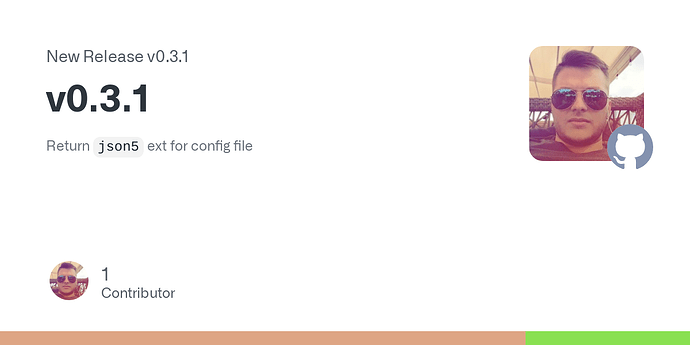 New Release v0.3.1
v0.3.1
Return json5 ext for config file
1
Contributor